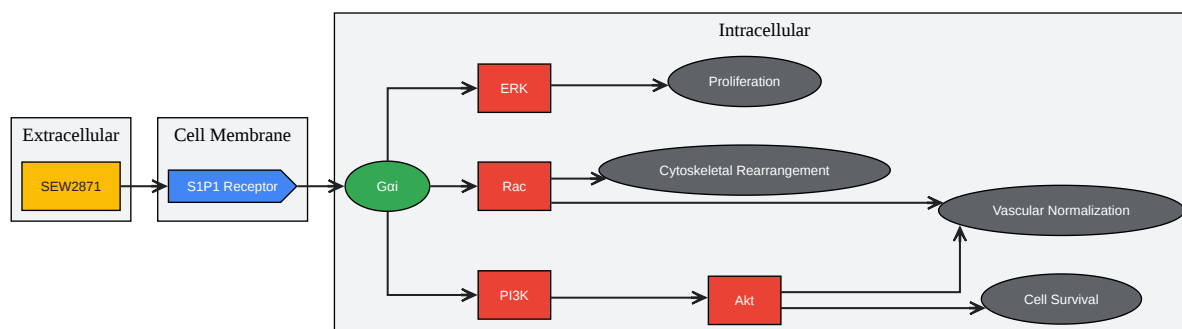 Intracellular
Extracellular
Cell Membrane
SEW2871
S1P1 Receptor
Gαi
ERK
Proliferation
Rac
Cytoskeletal Rearrangement
Vascular Normalization
PI3K
Akt
Cell Survival